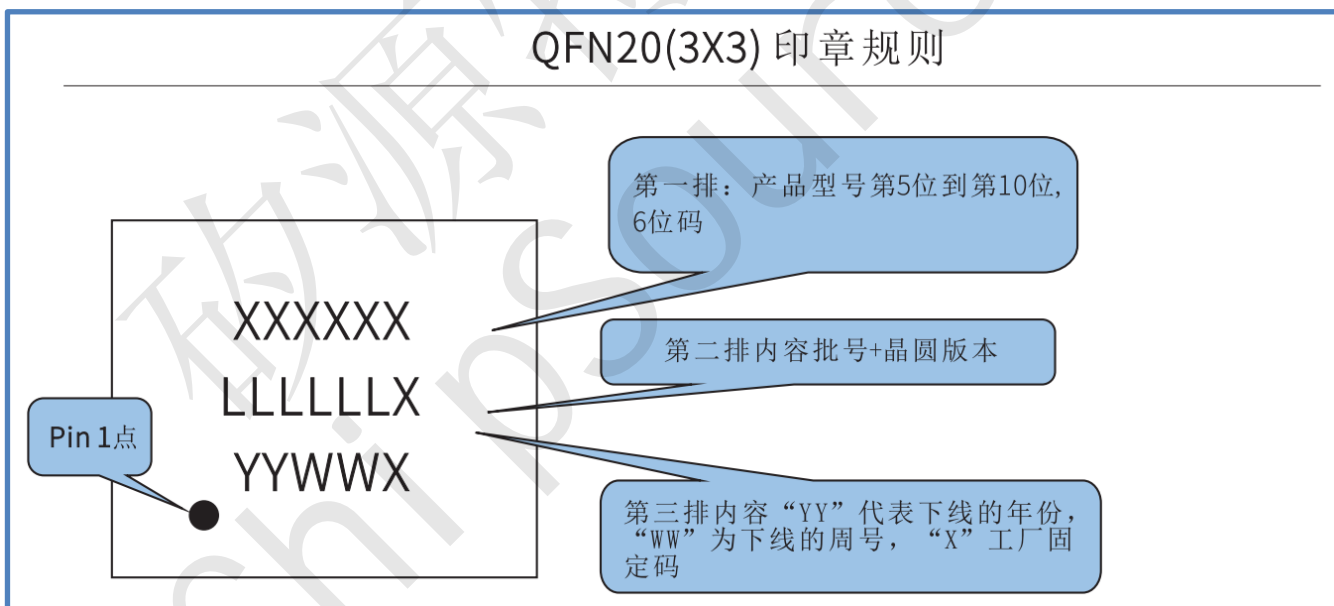 QFN20(3X3) 印章规则
第一排：产品型号第5位到第10位,
6位码
XXXXXX
第二排内容批号+晶圆版本
LLLLLLX
Pin 1点
YYWWX
第三排内容“YY”代表下线的年份，
“WW”为下线的周号，“X”工厂固
定码